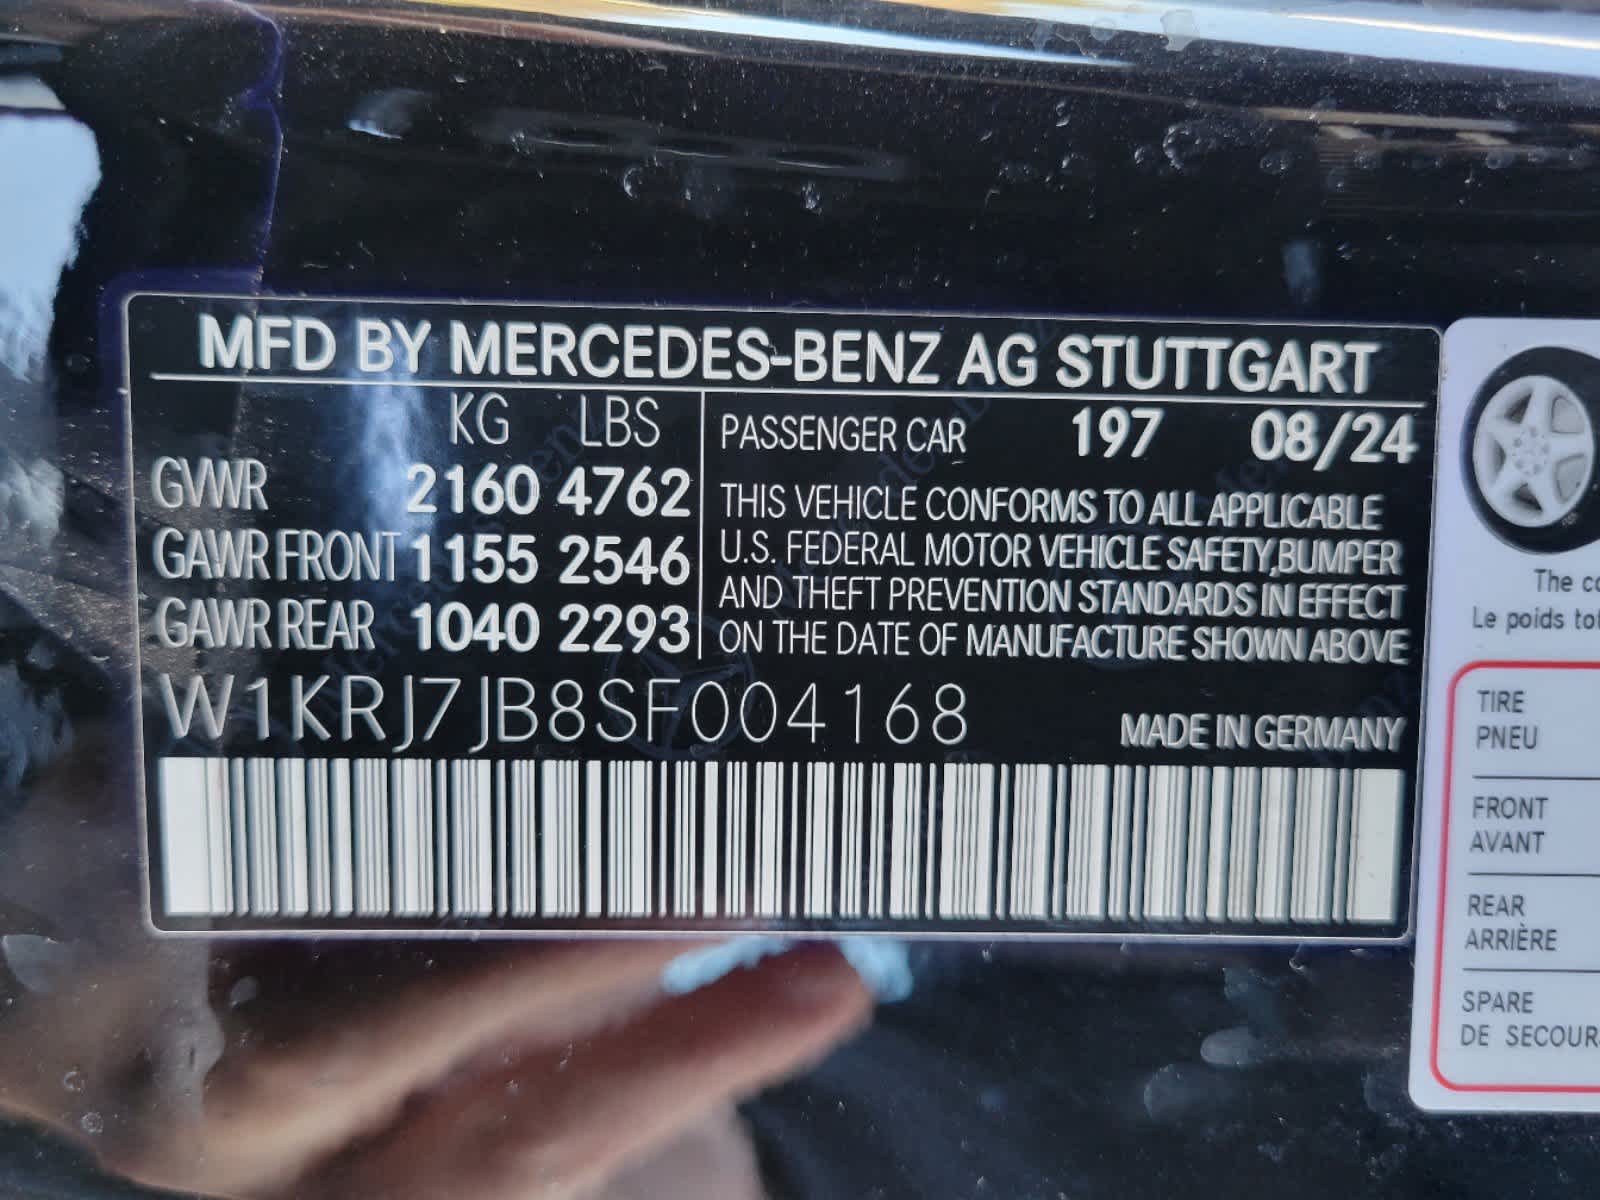 MFD BY MERCEDES-BENZ AG STUTTGART
KG LBS
GVWR 2160 4762
GAWR FRONT 1155 2546
GAWR REAR 1040 2293
PASSENGER CAR 197 08/24
THIS VEHICLE CONFORMS TO ALL APPLICABLE
U.S. FEDERAL MOTOR VEHICLE SAFETY,BUMPER
AND THEFT PREVENTION STANDARDS IN EFFECT
ON THE DATE OF MANUFACTURE SHOWN ABOVE
W1KRJ7JB8SF004168
MADE IN GERMANY
The
Le poids
TIRE
PNEU
FRONT
AVANT
REAR
ARRIÈRE
SPARE
DE